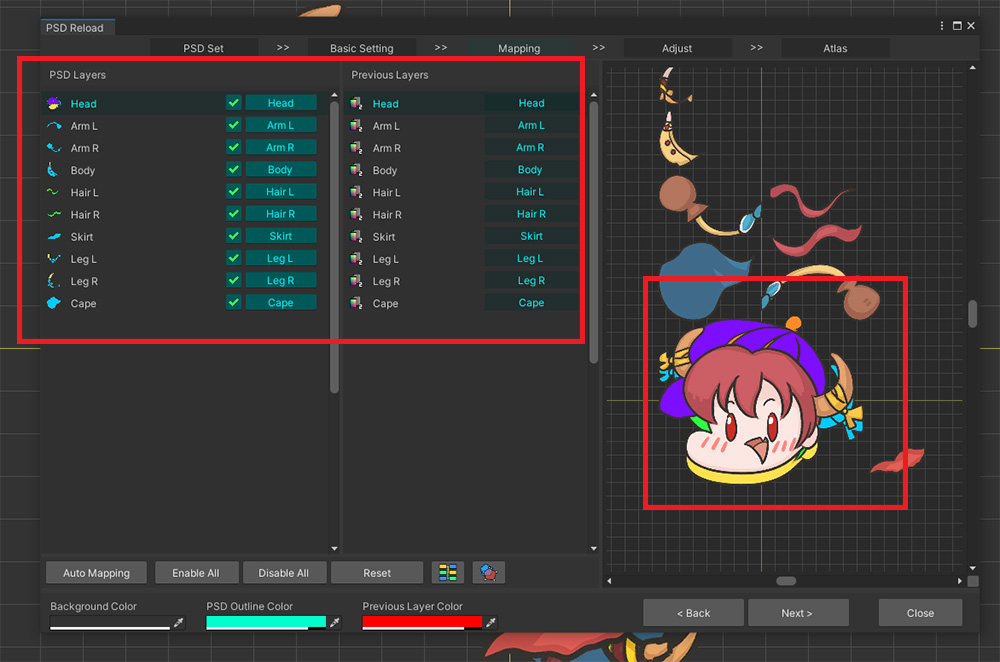 PSD Reload
PSD Set >> Basic Setting >> Mapping >> Adjust >> Atlas
PSD Layers Previous Layers
Head Head Head Head
Arm L Arm L Arm L Arm L
Arm R Arm R Arm R Arm R
Body Body Body Body
Hair L Hair L Hair L Hair L
Hair R Hair R Hair R Hair R
Skirt Skirt Skirt Skirt
Leg L Leg L Leg L Leg L
Leg R Leg R Leg R Leg R
Cape Cape Cape Cape
Auto Mapping Enable All Disable All Reset
Background Color PSD Outline Color Previous Layer Color
< Back Next > Close